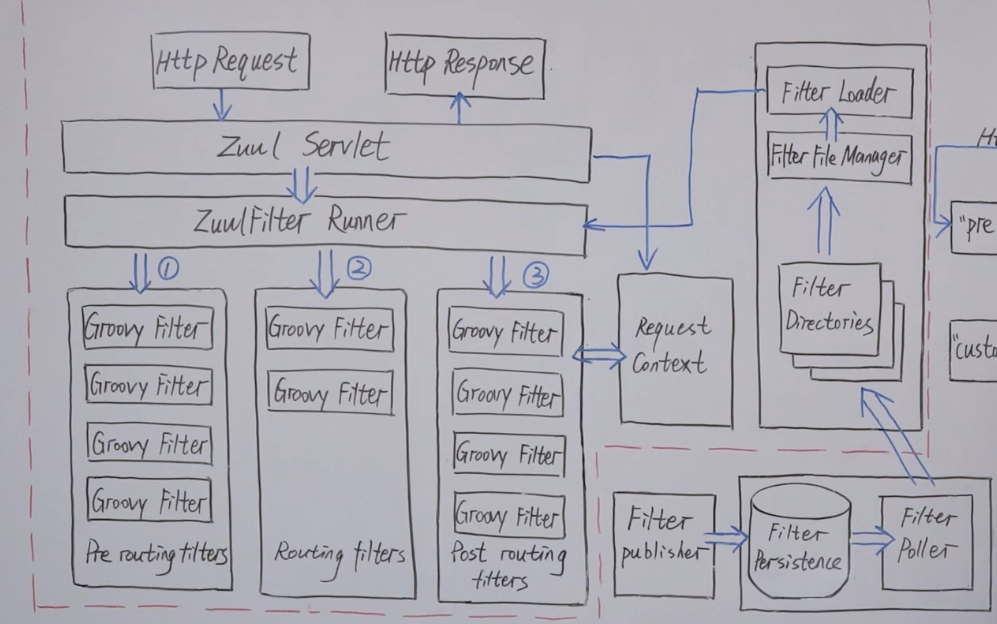 Http Request
Http Response
Zuul Servlet
ZuulFilter Runner
①
②
③
Groovy Filter
Groovy Filter
Groovy Filter
Groovy Filter
Pre routing filters
Groovy Filter
Groovy Filter
Routing filters
Groovy Filter
Groovy Filter
Groovy Filter
Groovy Filter
Post routing
filters
Request
Context
Filter Loader
Filter File Manager
Filter
Directories
Filter
publisher
Filter
Persistence
Filter
Poller
"pre
"custo